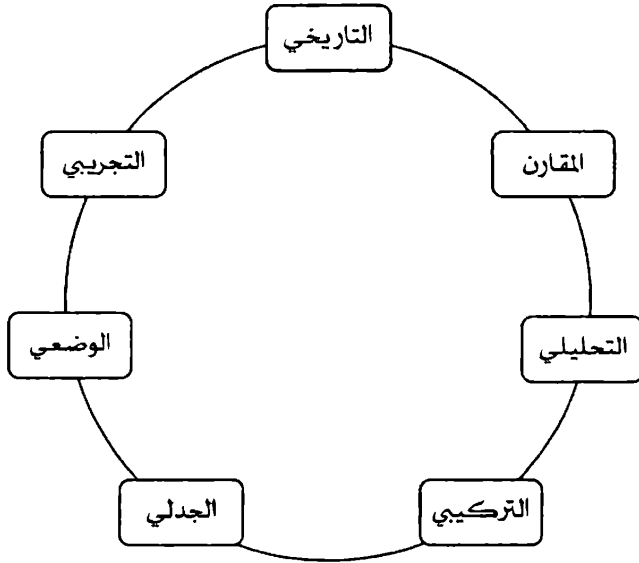 التاريخي
المقارن
التجريبي
التحليلي
الوضعي
التركيبي
الجدلي